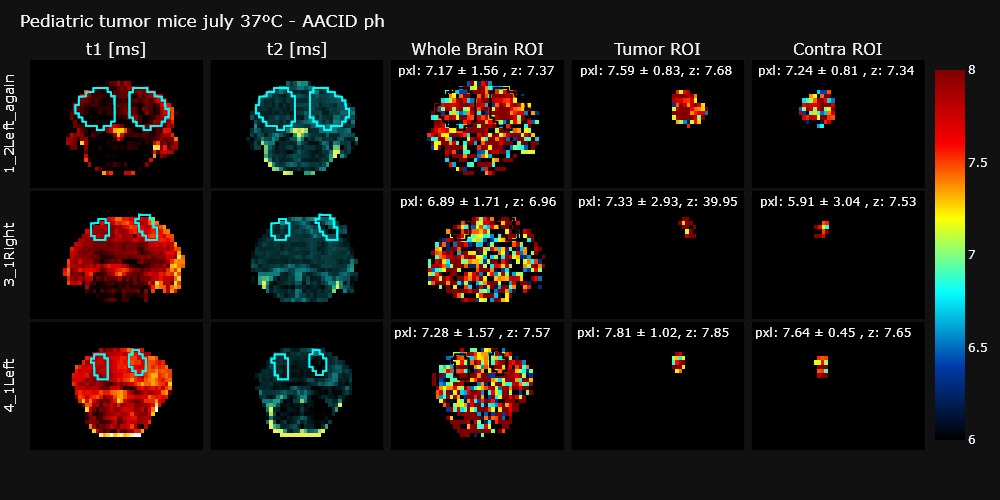 Pediatric tumor mice july 37°C - AACID ph
t1 [ms] t2 [ms] Whole Brain ROI Tumor ROI Contra ROI
1_2Left_again
pxl: 7.17 ± 1.56 , z: 7.37
pxl: 7.59 ± 0.83, z: 7.68
pxl: 7.24 ± 0.81 , z: 7.34
3_1Right
pxl: 6.89 ± 1.71 , z: 6.96
pxl: 7.33 ± 2.93, z: 39.95
pxl: 5.91 ± 3.04 , z: 7.53
4_1Left
pxl: 7.28 ± 1.57 , z: 7.57
pxl: 7.81 ± 1.02, z: 7.85
pxl: 7.64 ± 0.45 , z: 7.65
8
7.5
7
6.5
6